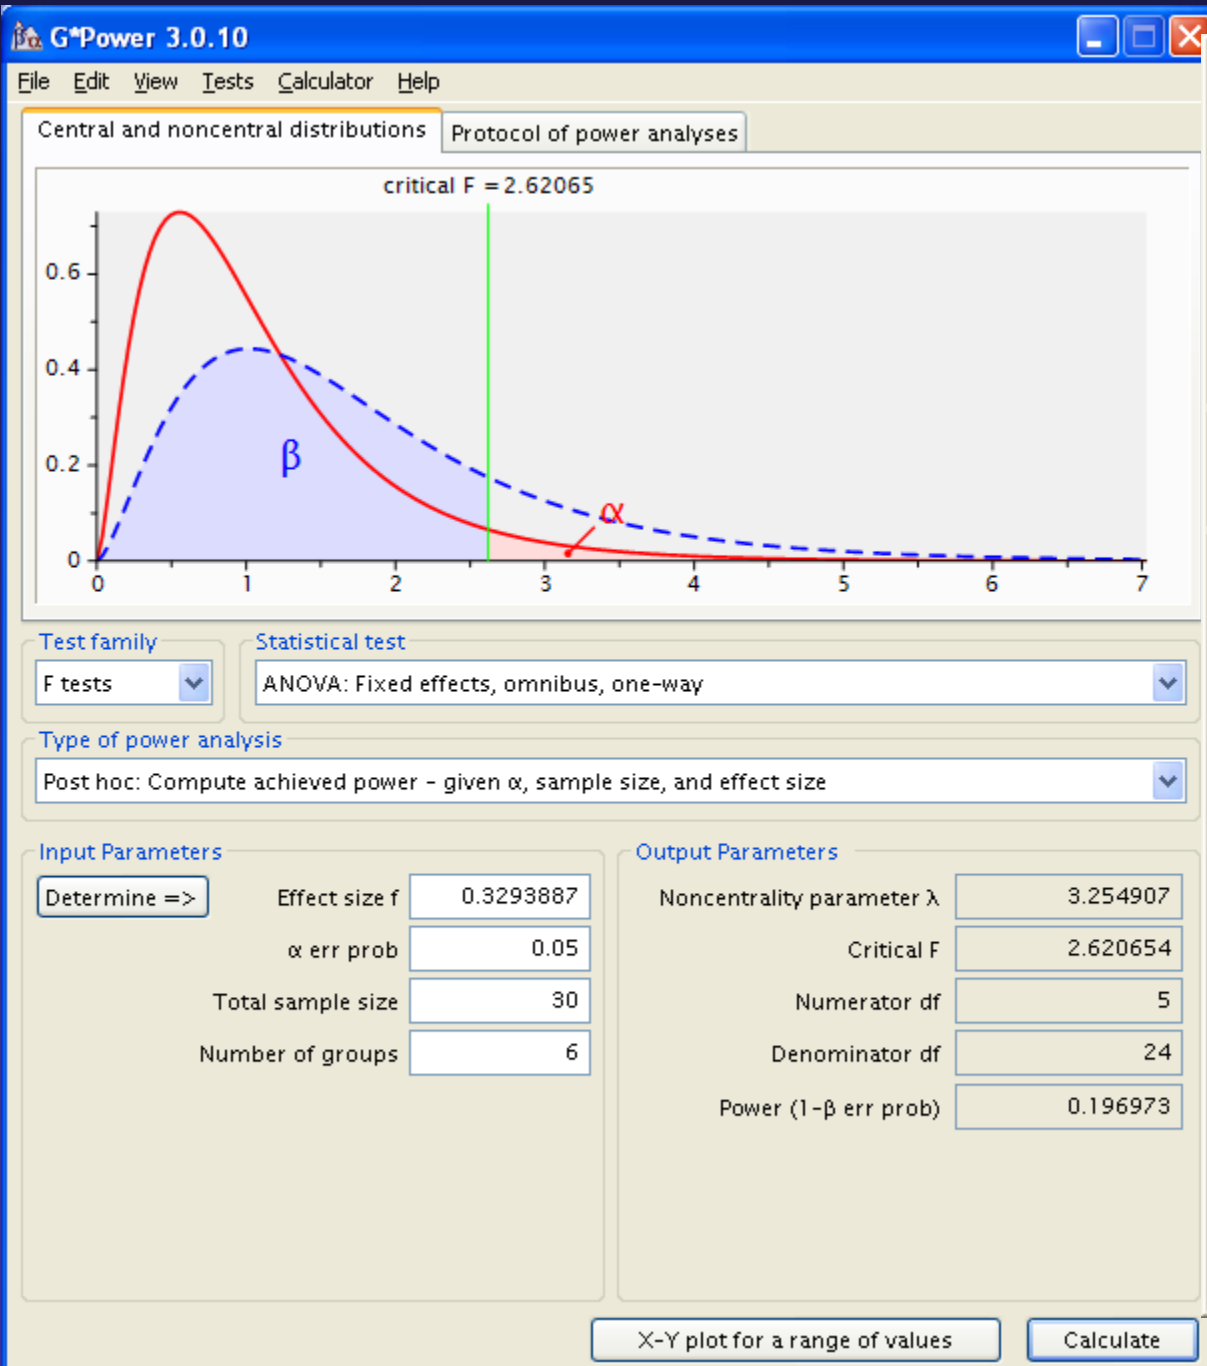 G*Power 3.0.10
File Edit View Tests Calculator Help
Central and noncentral distributions Protocol of power analyses
critical F = 2.62065
0.6
0.4
0.2
0
β
α
0 1 2 3 4 5 6 7
Test family Statistical test
F tests ANOVA: Fixed effects, omnibus, one-way
Type of power analysis
Post hoc: Compute achieved power - given α, sample size, and effect size
Input Parameters Output Parameters
Determine => Effect size f 0.3293887 Noncentrality parameter λ 3.254907
α err prob 0.05 Critical F 2.620654
Total sample size 30 Numerator df 5
Number of groups 6 Denominator df 24
Power (1-β err prob) 0.196973
X-Y plot for a range of values Calculate